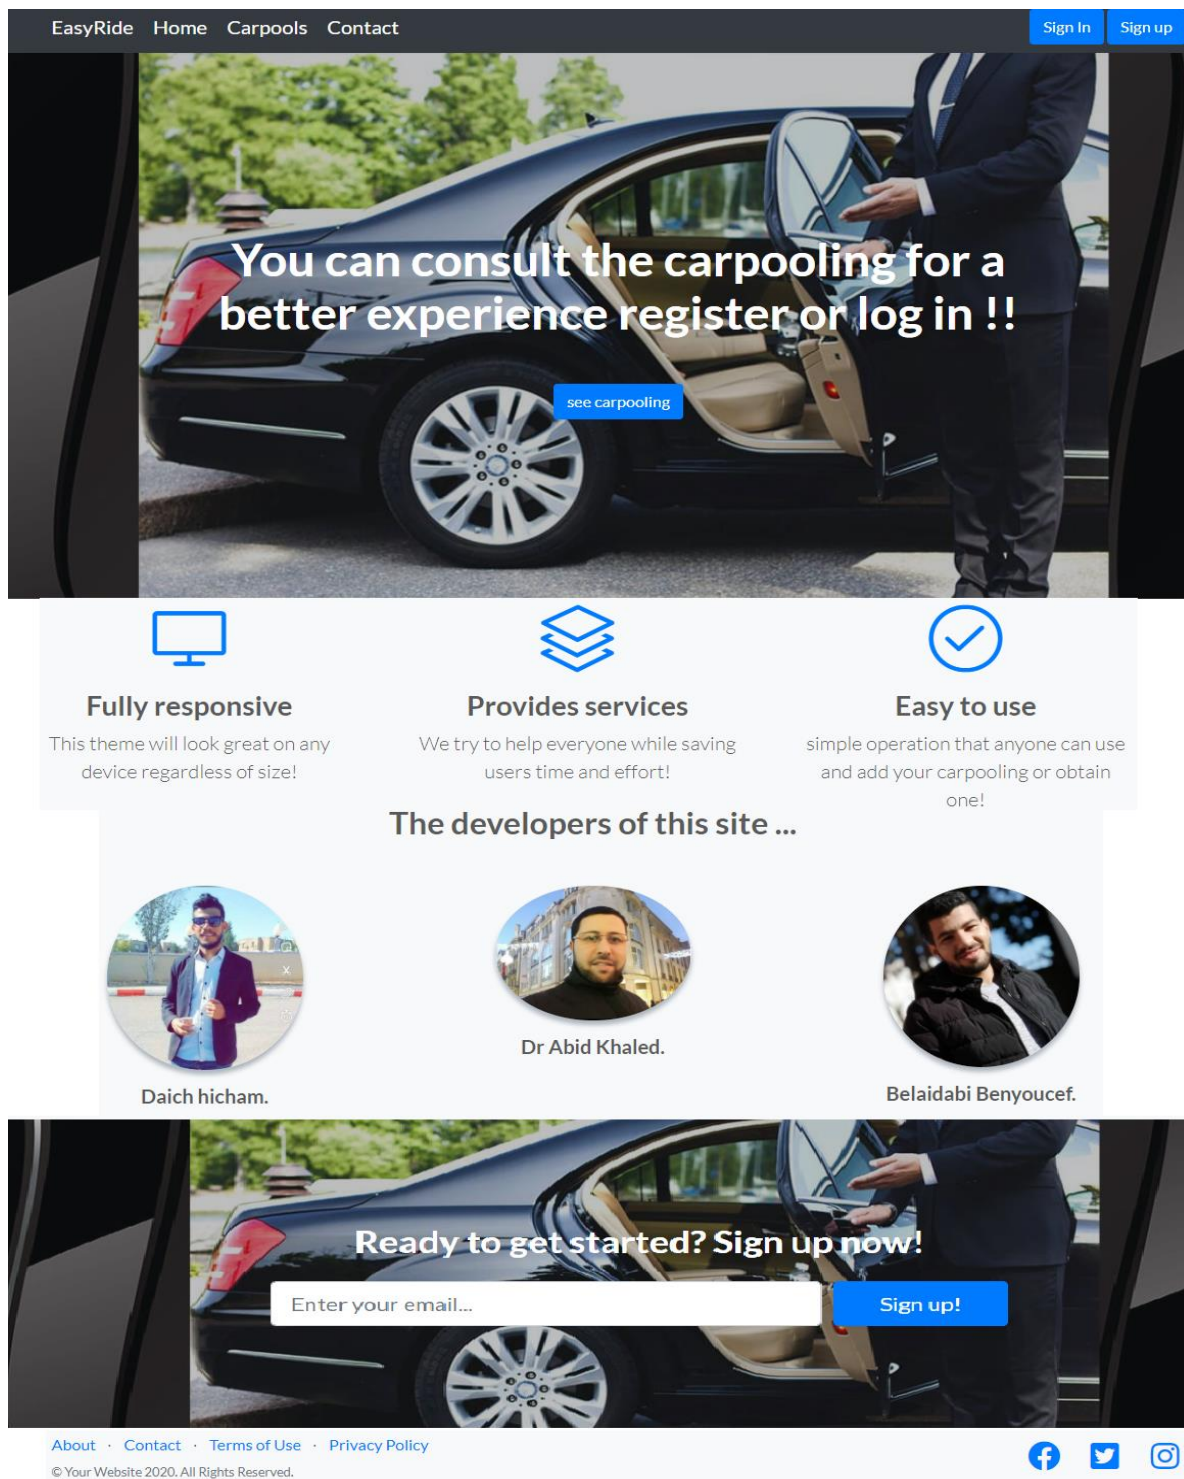 EasyRide Home Carpools Contact Sign In Sign up
You can consult the carpooling for a
better experience register or log in !!
see carpooling
Fully responsive
This theme will look great on any
device regardless of size!
Provides services
We try to help everyone while saving
users time and effort!
Easy to use
simple operation that anyone can use
and add your carpooling or obtain
one!
The developers of this site ...
Daich hicham.
Dr Abid Khaled.
Belaidabi Benyoucef.
Ready to get started? Sign up now!
Enter your email... Sign up!
About · Contact · Terms of Use · Privacy Policy
© Your Website 2020. All Rights Reserved.